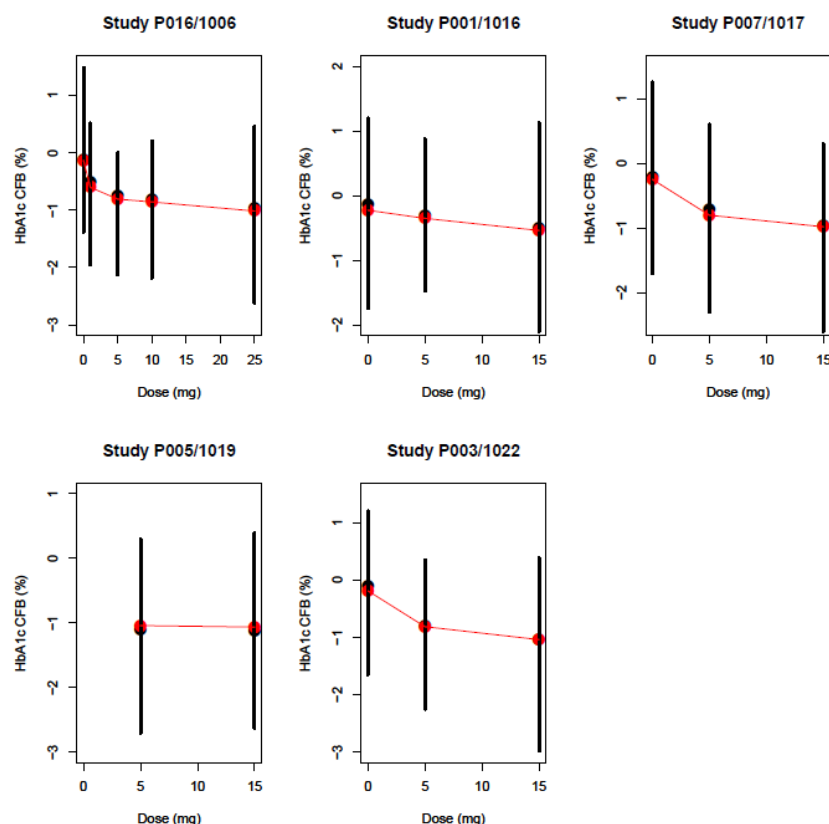 Study P016/1006
HbA1c CFB (%)
1
0
−1
−2
−3
0 5 10 15 20 25
Dose (mg)
Study P001/1016
HbA1c CFB (%)
2
1
0
−1
−2
0 5 10 15
Dose (mg)
Study P007/1017
HbA1c CFB (%)
1
0
−1
−2
0 5 10 15
Dose (mg)
Study P005/1019
HbA1c CFB (%)
1
0
−1
−2
−3
0 5 10 15
Dose (mg)
Study P003/1022
HbA1c CFB (%)
1
0
−1
−2
−3
0 5 10 15
Dose (mg)